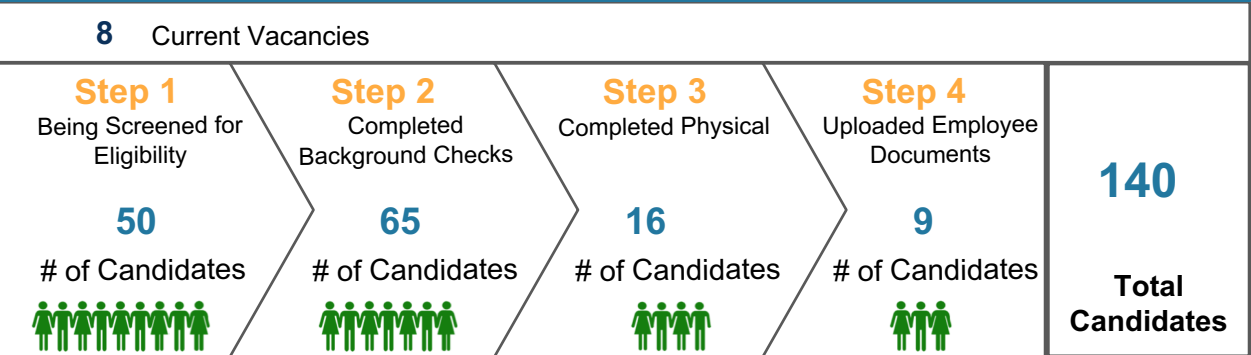 8 Current Vacancies
Step 1
Being Screened for
Eligibility
50
# of Candidates
Step 2
Completed
Background Checks
65
# of Candidates
Step 3
Completed Physical
16
# of Candidates
Step 4
Uploaded Employee
Documents
9
# of Candidates
140
Total
Candidates